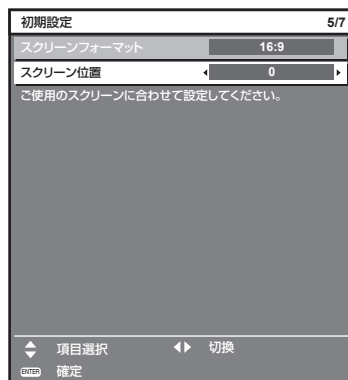 初期設定 5/7
スクリーンフォーマット 16:9
スクリーン位置 0
ご使用のスクリーンに合わせて設定してください。
項目選択 切換
ENTER 確定